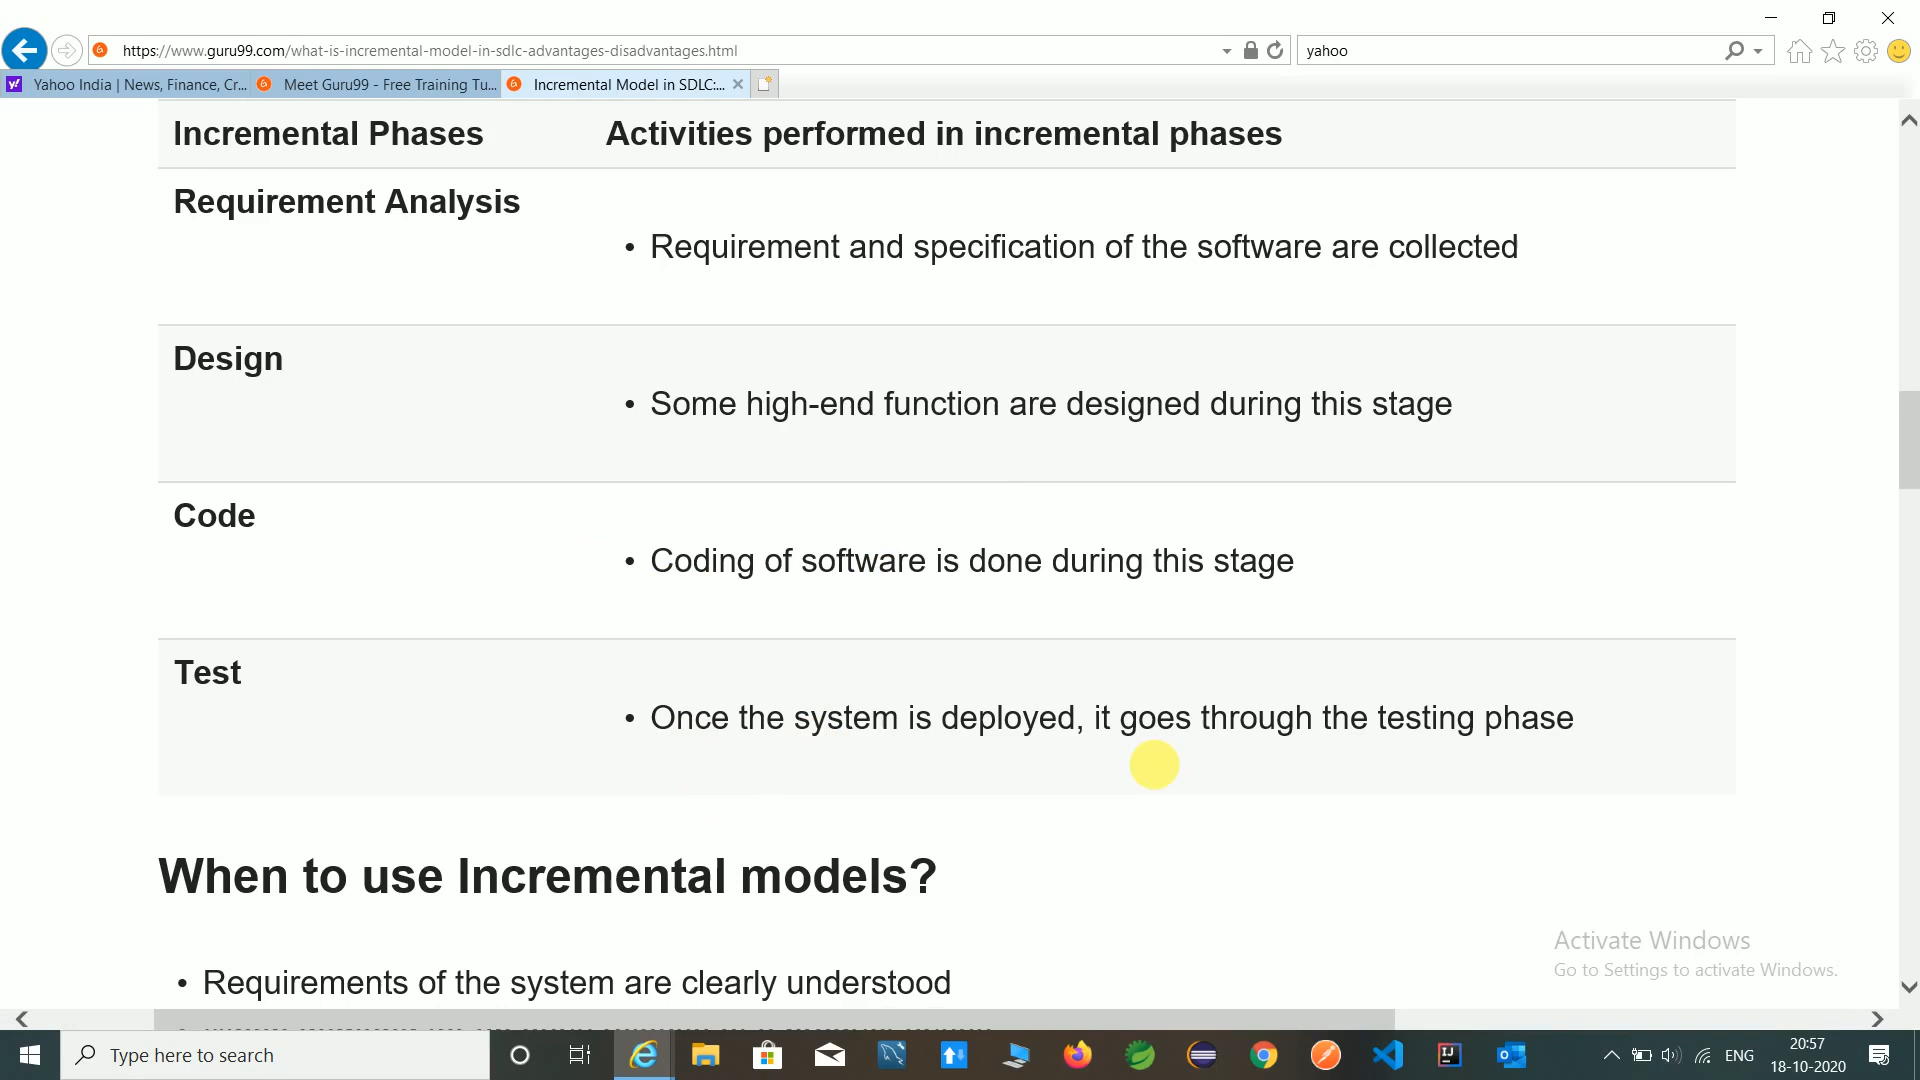 https://www.guru99.com/what-is-incremental-model-in-sdlc-advantages-disadvantages.html
yahoo
Yahoo India | News, Finance, Cr...
Meet Guru99 - Free Training Tu...
Incremental Model in SDLC:...
Incremental Phases
Activities performed in incremental phases
Requirement Analysis
• Requirement and specification of the software are collected
Design
• Some high-end function are designed during this stage
Code
• Coding of software is done during this stage
Test
• Once the system is deployed, it goes through the testing phase
When to use Incremental models?
• Requirements of the system are clearly understood
Activate Windows
Go to Settings to activate Windows.
Type here to search
ENG
20:57
18-10-2020